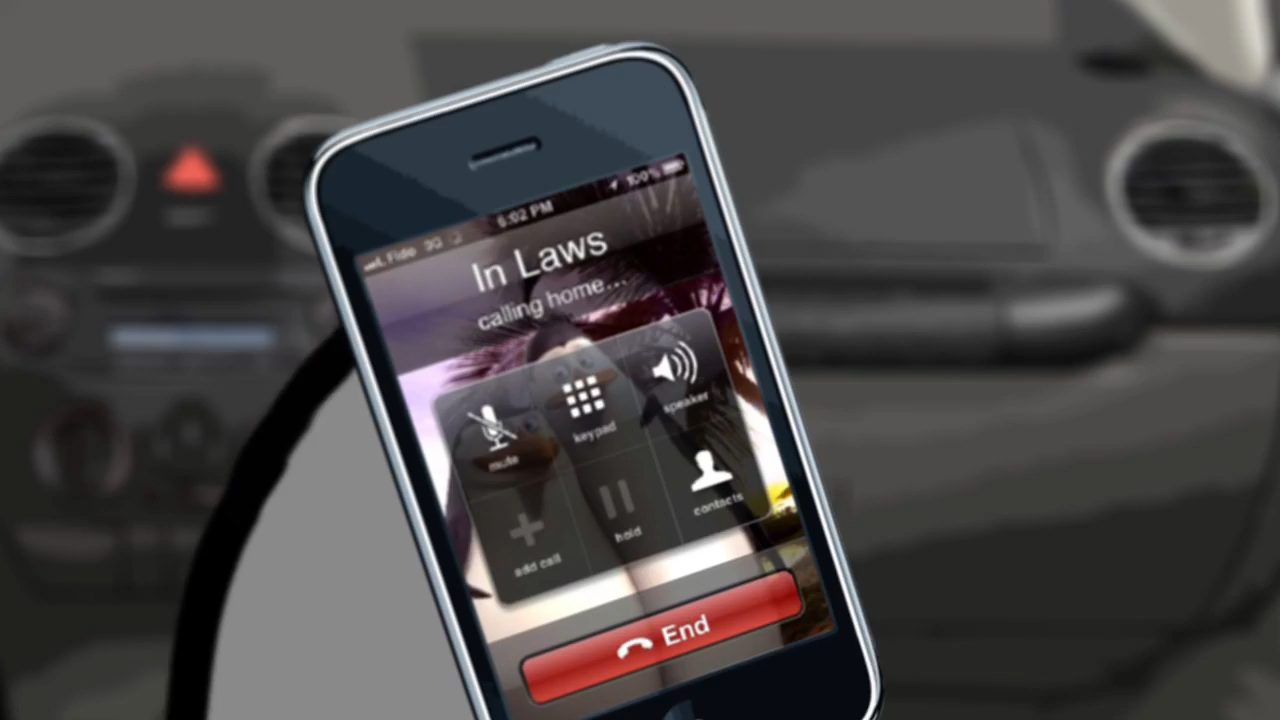 Fido 3G 6:02 PM 100%
In Laws
calling home...
mute keypad speaker
add call hold contacts
End